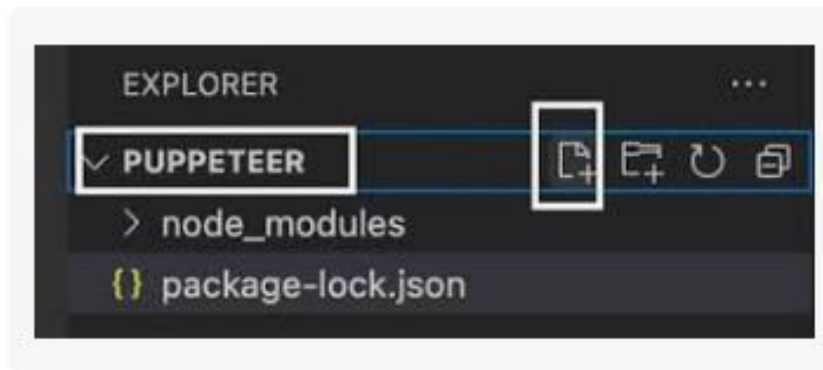 EXPLORER
PUPPETEER
node_modules
{} package-lock.json